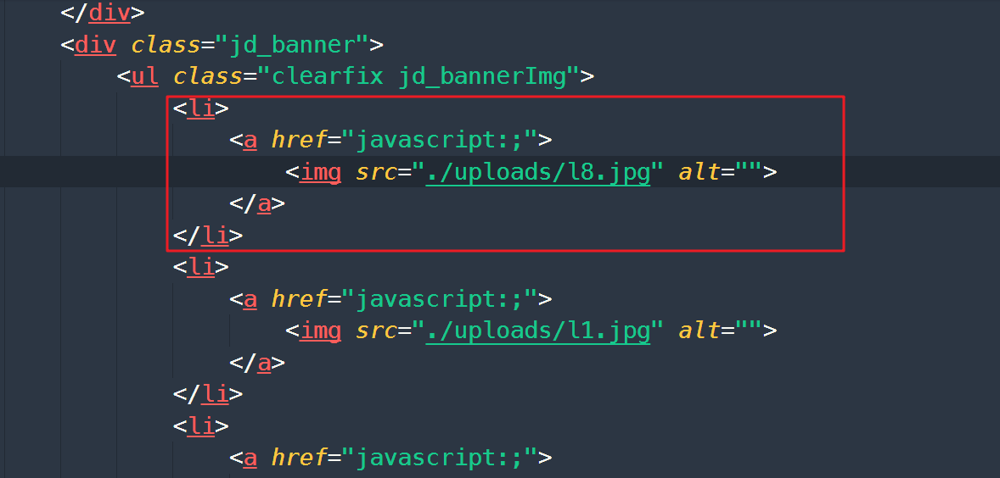 </div>
<div class="jd_banner">
<ul class="clearfix jd_bannerImg">
<li>
<a href="javascript:;">
<img src="./uploads/l8.jpg" alt="">
</a>
</li>
<li>
<a href="javascript:;">
<img src="./uploads/l1.jpg" alt="">
</a>
</li>
<li>
<a href="javascript:;">